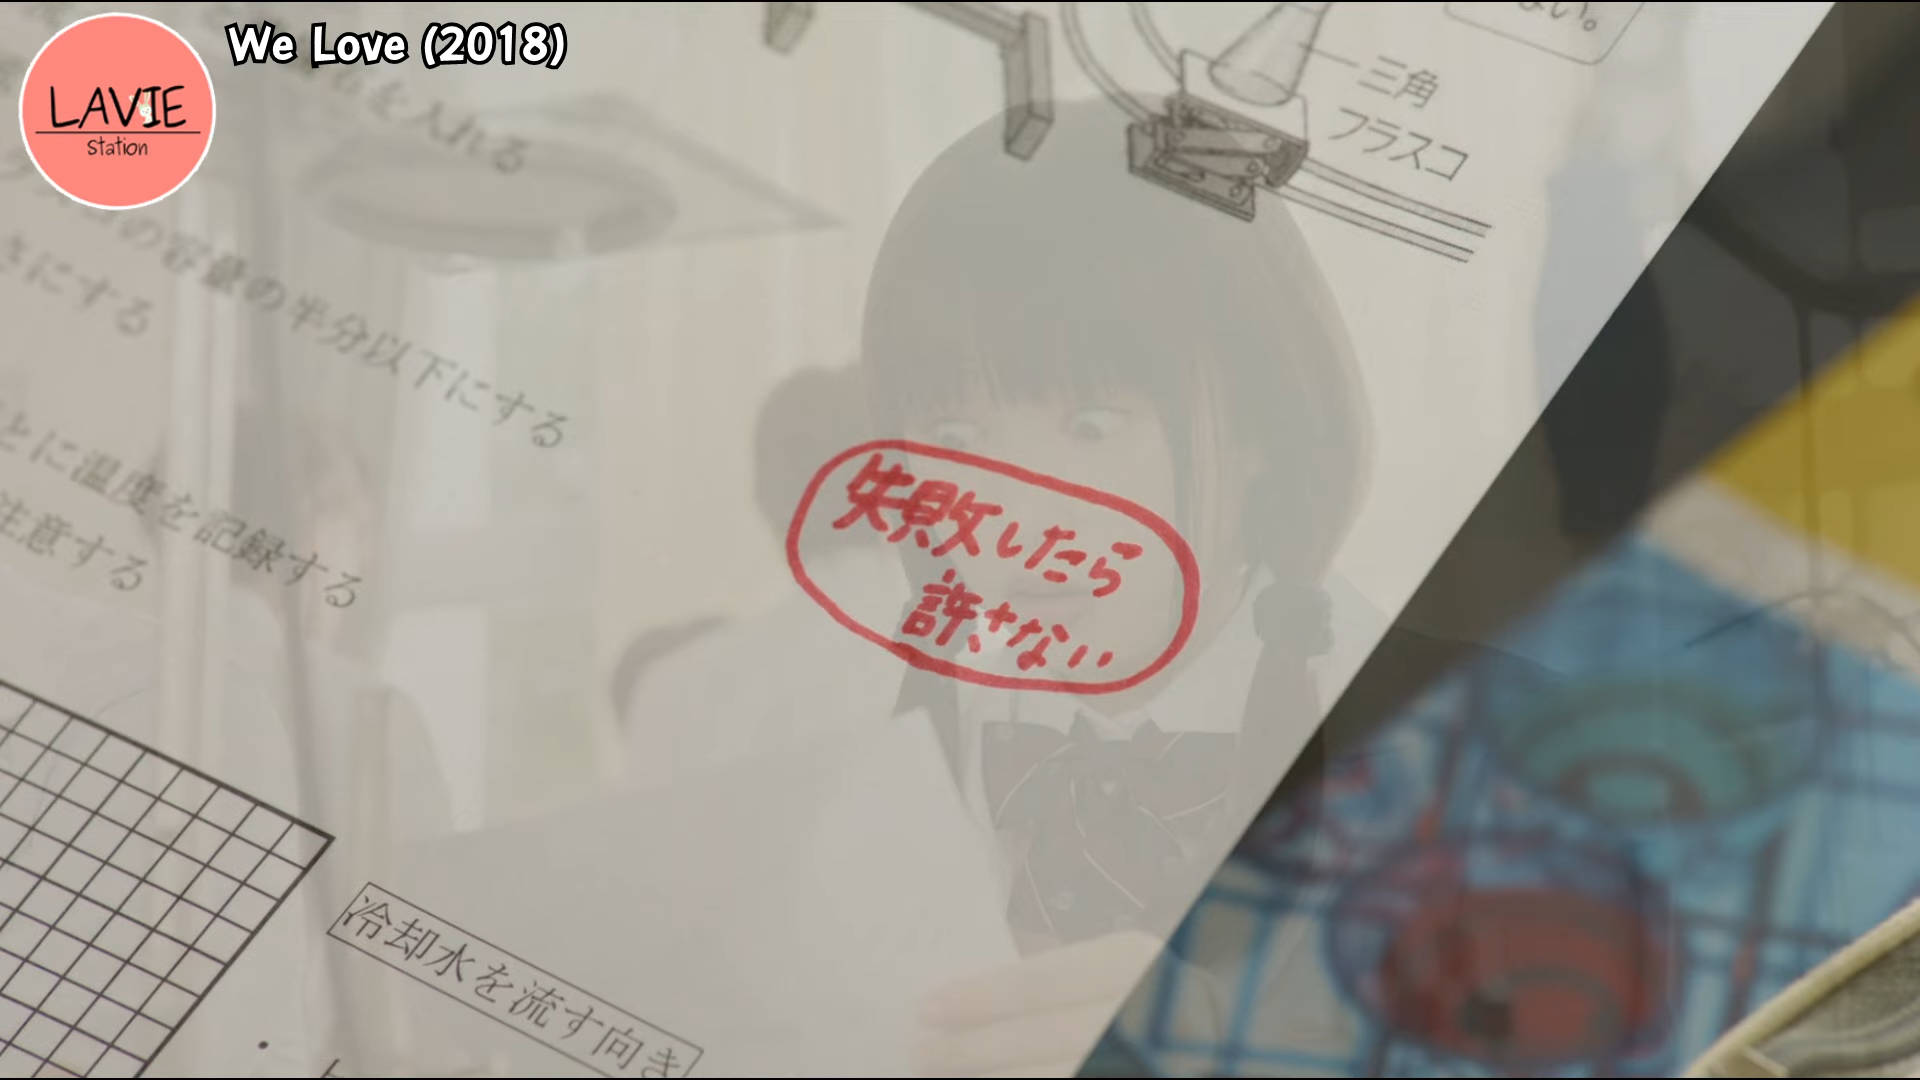 We Love (2018)
LAVIE
Station
ない。
三角
フラスコ
を入れる
の容量の半分以下にする
さにする
とに温度を記録する
注意する
失敗したら
許さない
冷却水を流す向き